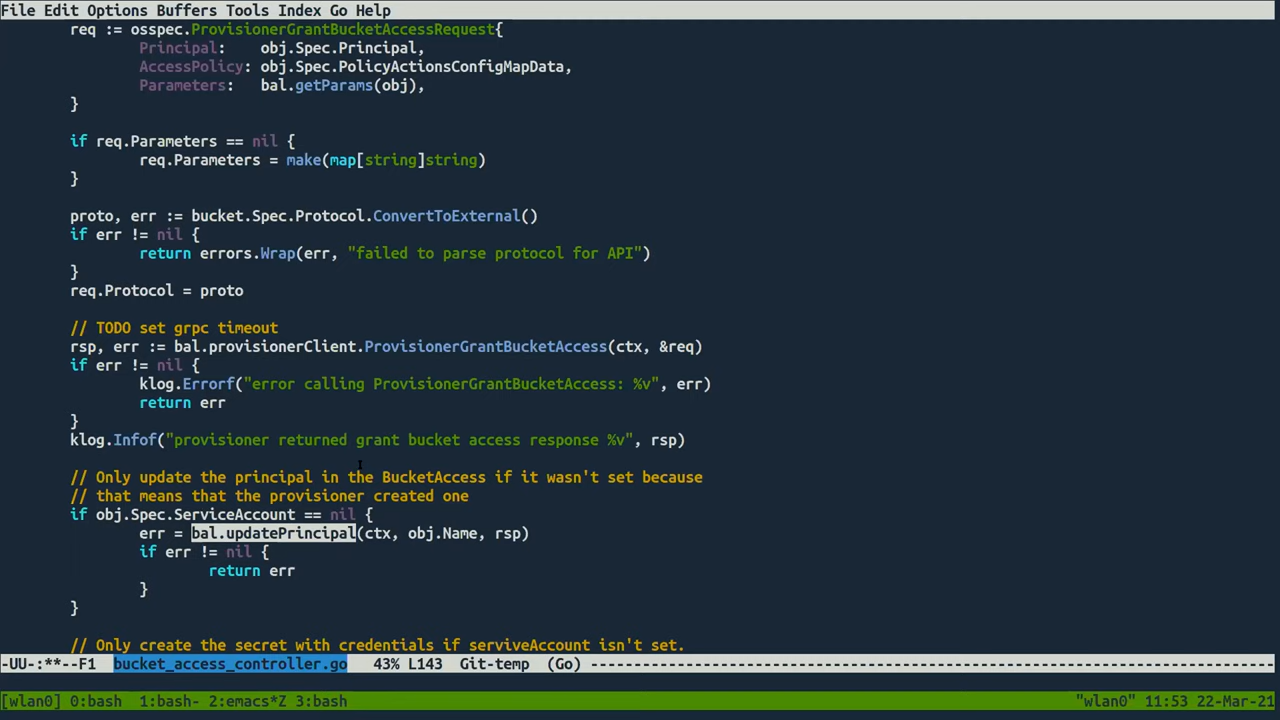 File Edit Options Buffers Tools Index Go Help
req := osspec.ProvisionerGrantBucketAccessRequest{
Principal: obj.Spec.Principal,
AccessPolicy: obj.Spec.PolicyActionsConfigMapData,
Parameters: bal.getParams(obj),
}
if req.Parameters == nil {
req.Parameters = make(map[string]string)
}
proto, err := bucket.Spec.Protocol.ConvertToExternal()
if err != nil {
return errors.Wrap(err, "failed to parse protocol for API")
}
req.Protocol = proto
// TODO set grpc timeout
rsp, err := bal.provisionerClient.ProvisionerGrantBucketAccess(ctx, &req)
if err != nil {
klog.Errorf("error calling ProvisionerGrantBucketAccess: %v", err)
return err
}
klog.Infof("provisioner returned grant bucket access response %v", rsp)
// Only update the principal in the BucketAccess if it wasn't set because
// that means that the provisioner created one
if obj.Spec.ServiceAccount == nil {
err = bal.updatePrincipal(ctx, obj.Name, rsp)
if err != nil {
return err
}
}
// Only create the secret with credentials if serviveAccount isn't set.
-UU-:**--F1 bucket_access_controller.go 43% L143 Git-temp (Go) -------------------------------------------------------------------------------
[wlan0] 0:bash 1:bash- 2:emacs*Z 3:bash "wlan0" 11:53 22-Mar-21